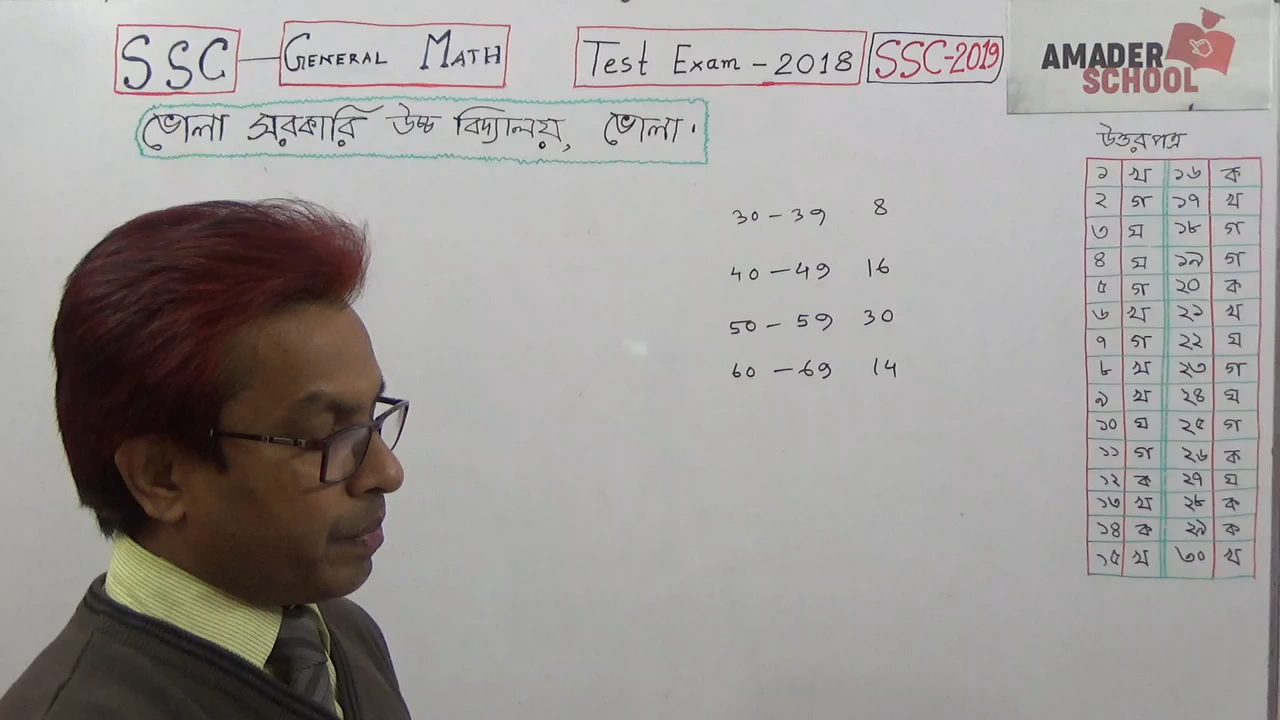 SSC — GENERAL MATH Test Exam - 2018 SSC-2019
AMADER
SCHOOL
ভোলা সরকারি উচ্চ বিদ্যালয়, ভোলা.
30 - 39 8
40 - 49 16
50 - 59 30
60 - 69 14
উত্তরপত্র
১ খ ১৬ ক
২ গ ১৭ খ
৩ ঘ ১৮ গ
৪ ঘ ১৯ গ
৫ গ ২০ ক
৬ খ ২১ খ
৭ গ ২২ ঘ
৮ খ ২৩ গ
৯ খ ২৪ ঘ
১০ ঘ ২৫ গ
১১ গ ২৬ ক
১২ ক ২৭ ঘ
১৩ খ ২৮ ক
১৪ ক ২৯ ক
১৫ খ ৩০ খ